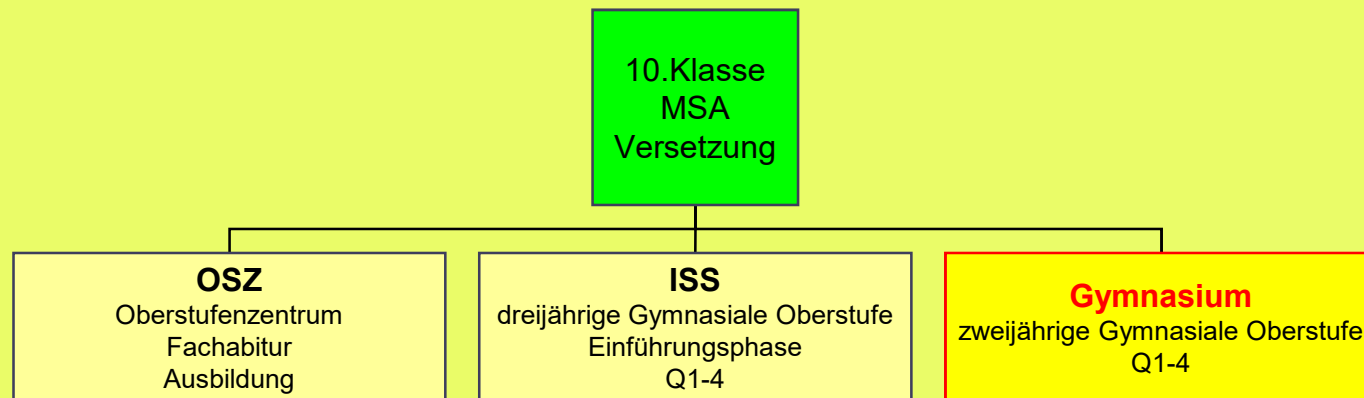 10.Klasse
MSA
Versetzung
OSZ
Oberstufenzentrum
Fachabitur
Ausbildung
ISS
dreijährige Gymnasiale Oberstufe
Einführungsphase
Q1-4
Gymnasium
zweijährige Gymnasiale Oberstufe
Q1-4